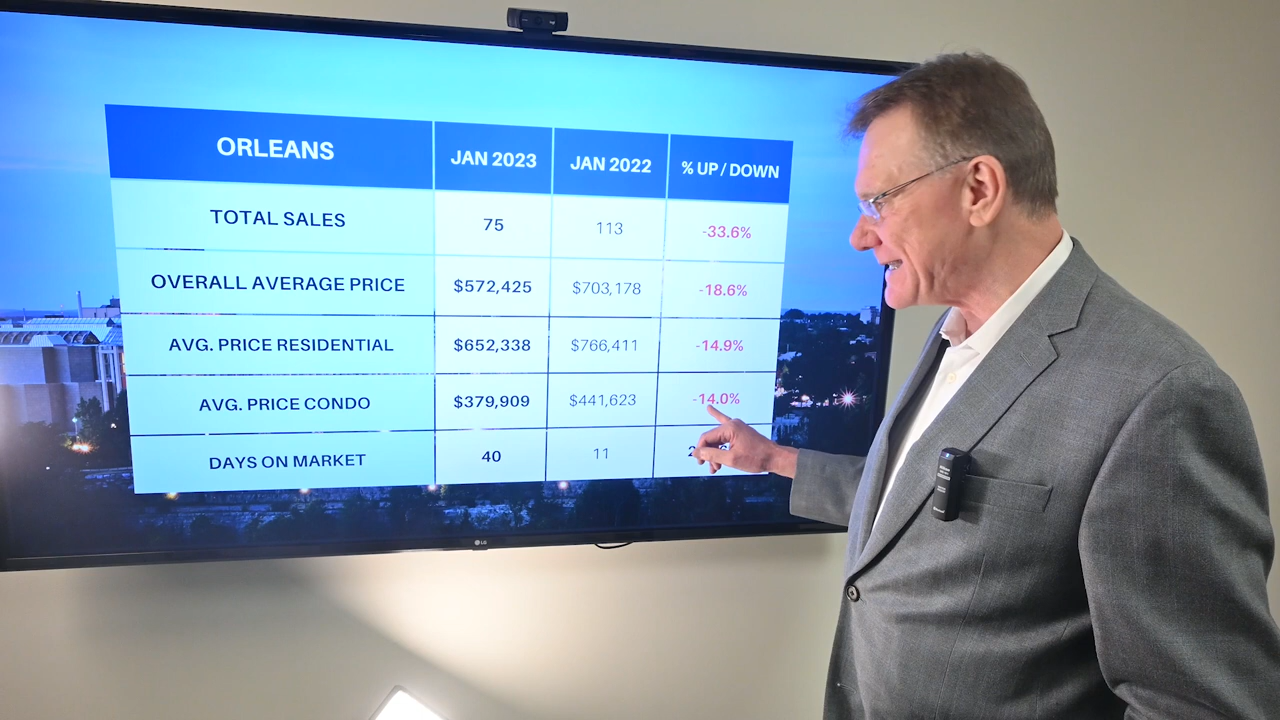 ORLEANS JAN 2023 JAN 2022 % UP / DOWN
TOTAL SALES 75 113 -33.6%
OVERALL AVERAGE PRICE $572,425 $703,178 -18.6%
AVG. PRICE RESIDENTIAL $652,338 $766,411 -14.9%
AVG. PRICE CONDO $379,909 $441,623 -14.0%
DAYS ON MARKET 40 11
LG